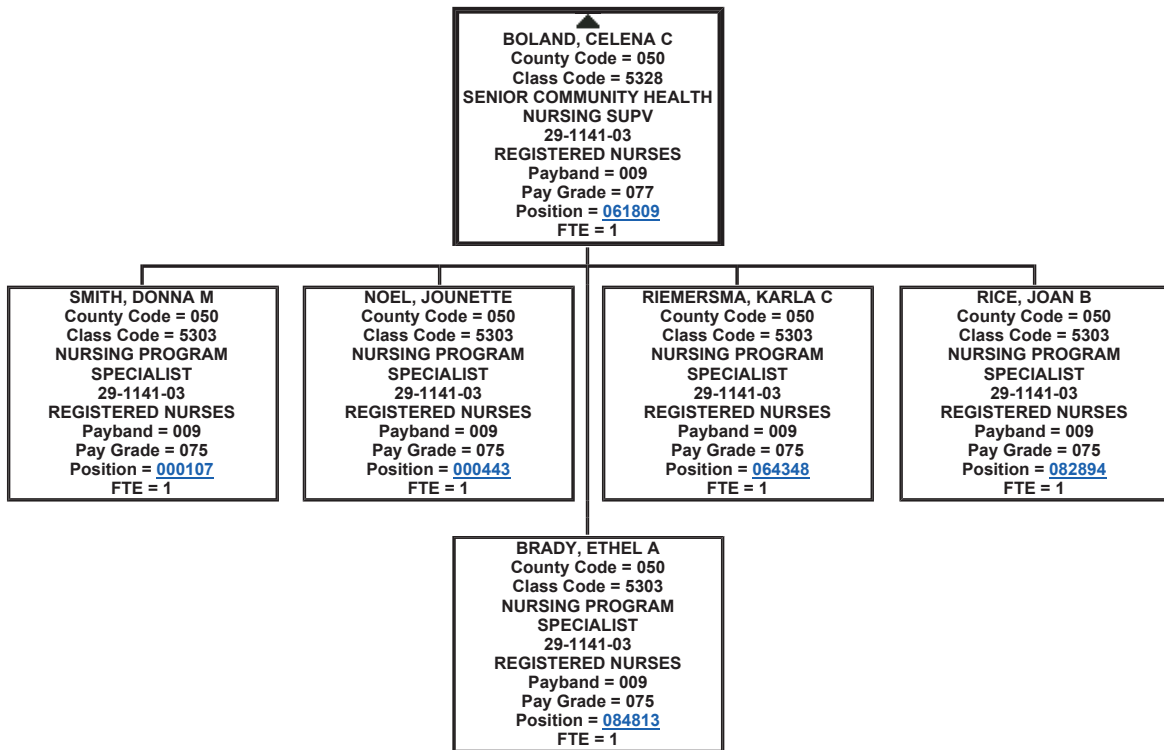 BOLAND, CELENA C
County Code = 050
Class Code = 5328
SENIOR COMMUNITY HEALTH
NURSING SUPV
29-1141-03
REGISTERED NURSES
Payband = 009
Pay Grade = 077
Position = 061809
FTE = 1
SMITH, DONNA M
County Code = 050
Class Code = 5303
NURSING PROGRAM
SPECIALIST
29-1141-03
REGISTERED NURSES
Payband = 009
Pay Grade = 075
Position = 000107
FTE = 1
NOEL, JOUNETTE
County Code = 050
Class Code = 5303
NURSING PROGRAM
SPECIALIST
29-1141-03
REGISTERED NURSES
Payband = 009
Pay Grade = 075
Position = 000443
FTE = 1
RIEMERSMA, KARLA C
County Code = 050
Class Code = 5303
NURSING PROGRAM
SPECIALIST
29-1141-03
REGISTERED NURSES
Payband = 009
Pay Grade = 075
Position = 064348
FTE = 1
RICE, JOAN B
County Code = 050
Class Code = 5303
NURSING PROGRAM
SPECIALIST
29-1141-03
REGISTERED NURSES
Payband = 009
Pay Grade = 075
Position = 082894
FTE = 1
BRADY, ETHEL A
County Code = 050
Class Code = 5303
NURSING PROGRAM
SPECIALIST
29-1141-03
REGISTERED NURSES
Payband = 009
Pay Grade = 075
Position = 084813
FTE = 1